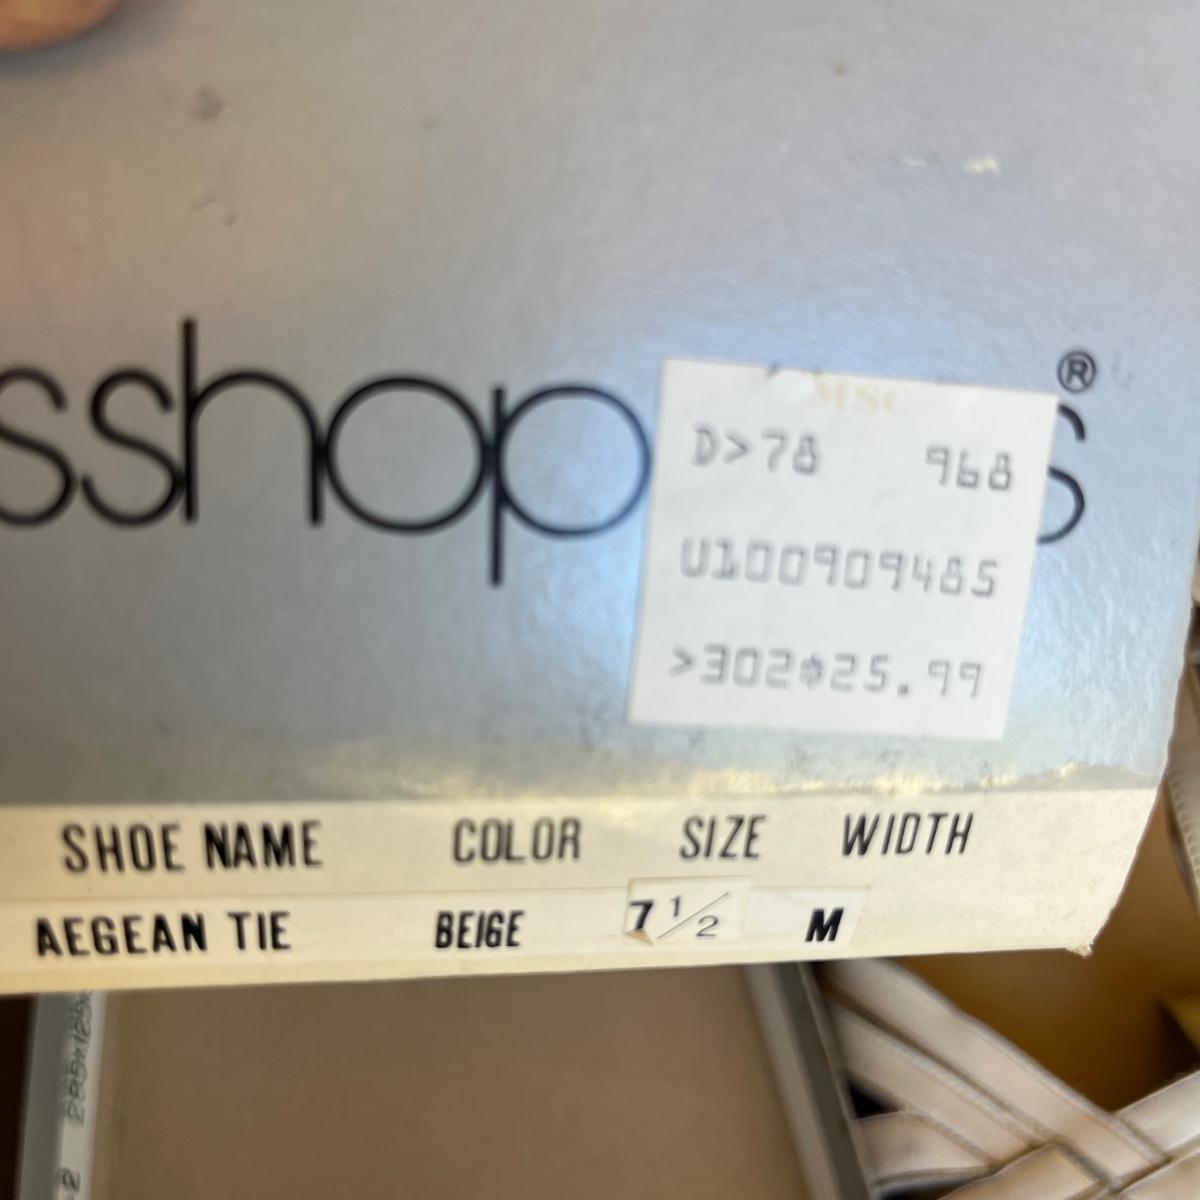 sshop s®
MSC
D>78 968
U100909485
>302*25.99
SHOE NAME COLOR SIZE WIDTH
AEGEAN TIE BEIGE 7 1/2 M